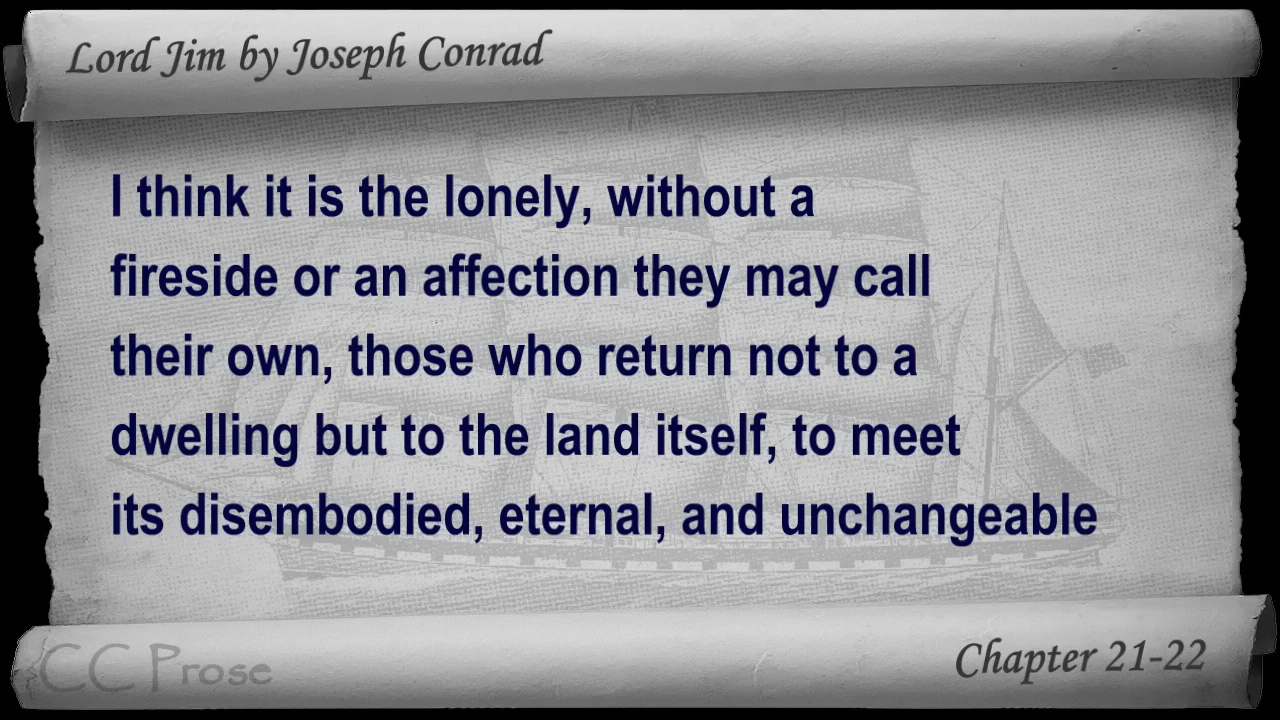 Lord Jim by Joseph Conrad
I think it is the lonely, without a
fireside or an affection they may call
their own, those who return not to a
dwelling but to the land itself, to meet
its disembodied, eternal, and unchangeable
CC Prose
Chapter 21-22